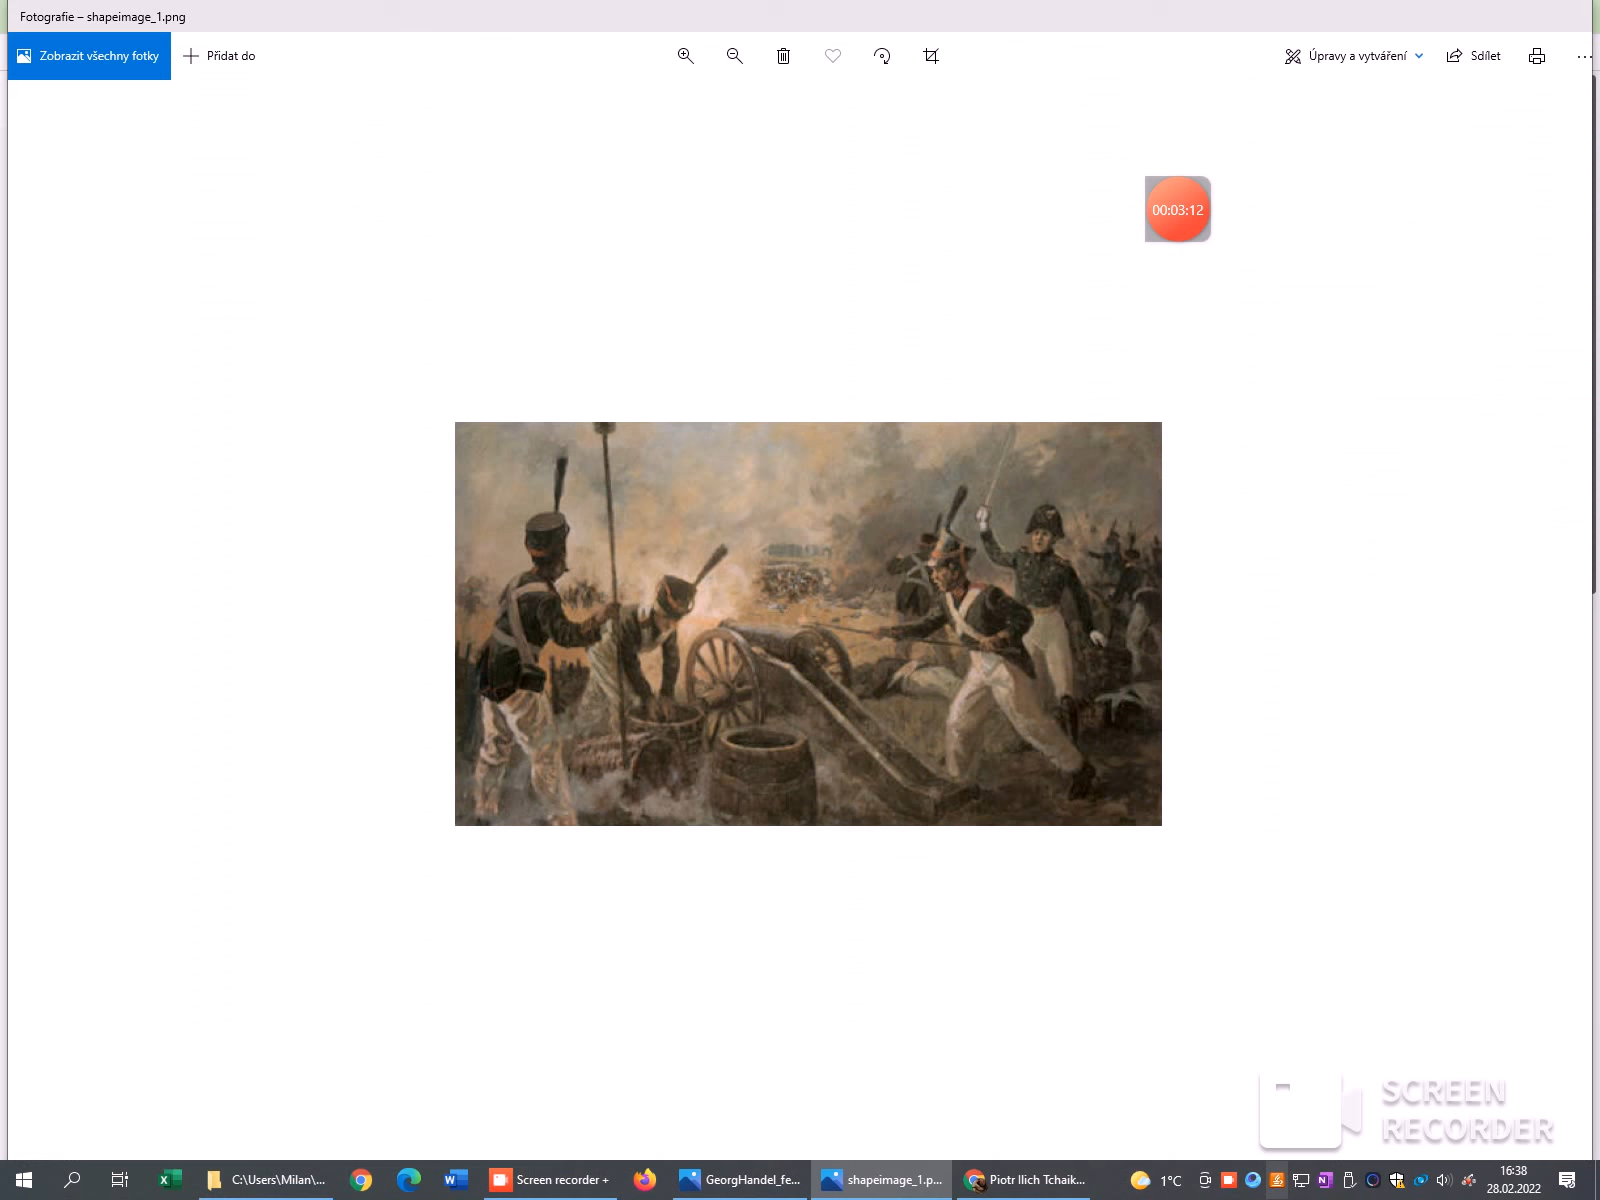 Fotografie – shapeimage_1.png
Zobrazit všechny fotky
Přidat do
Úpravy a vytváření
Sdílet
00:03:12
SCREEN
RECORDER
C:\Users\Milan\...
Screen recorder +
GeorgHandel_fe...
shapeimage_1.p...
Piotr Ilich Tchaik...
1°C
16:38
28.02.2022